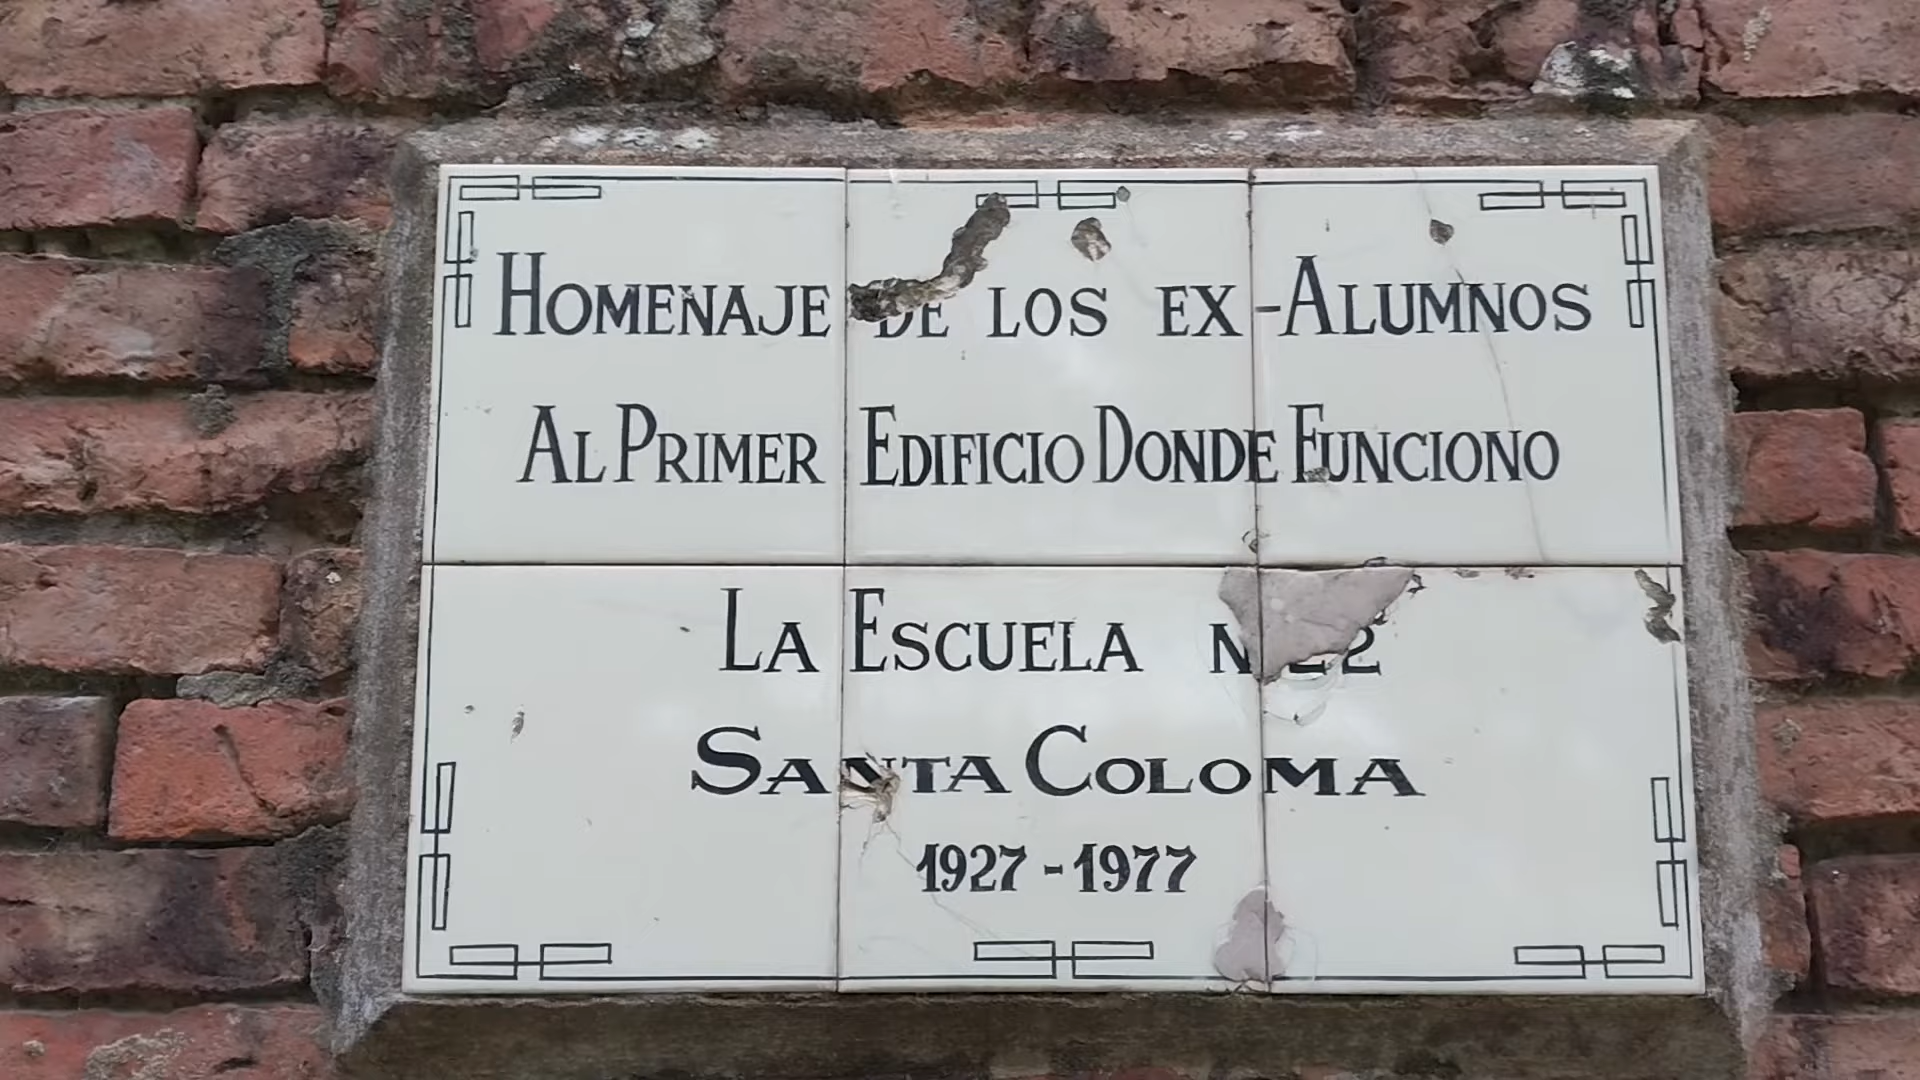 HOMENAJE DE LOS EX-ALUMNOS
AL PRIMER EDIFICIO DONDE FUNCIONO
LA ESCUELA
SANTA COLOMA
1927-1977